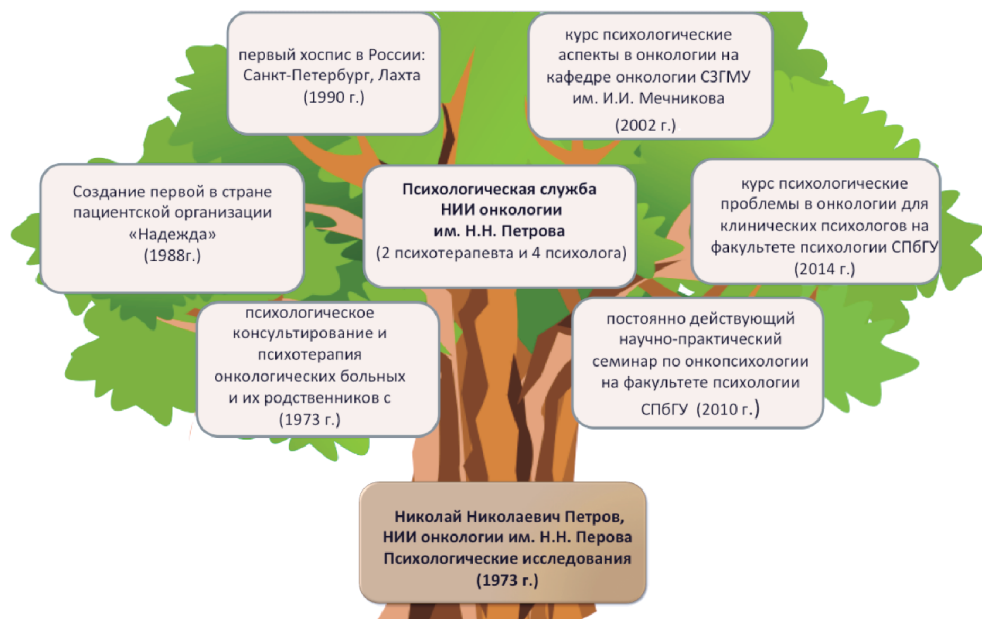 первый хоспис в России:
Санкт-Петербург, Лахта
(1990 г.)
курс психологические
аспекты в онкологии на
кафедре онкологии СЗГМУ
им. И.И. Мечникова
(2002 г.)
Создание первой в стране
пациентской организации
«Надежда»
(1988г.)
Психологическая служба
НИИ онкологии
им. Н.Н. Петрова
(2 психотерапевта и 4 психолога)
курс психологические
проблемы в онкологии для
клинических психологов на
факультете психологии СПбГУ
(2014 г.)
психологическое
консультирование и
психотерапия
онкологических больных
и их родственников с
(1973 г.)
постоянно действующий
научно-практический
семинар по онкопсихологии
на факультете психологии
СПбГУ (2010 г.)
Николай Николаевич Петров,
НИИ онкологии им. Н.Н. Перова
Психологические исследования
(1973 г.)